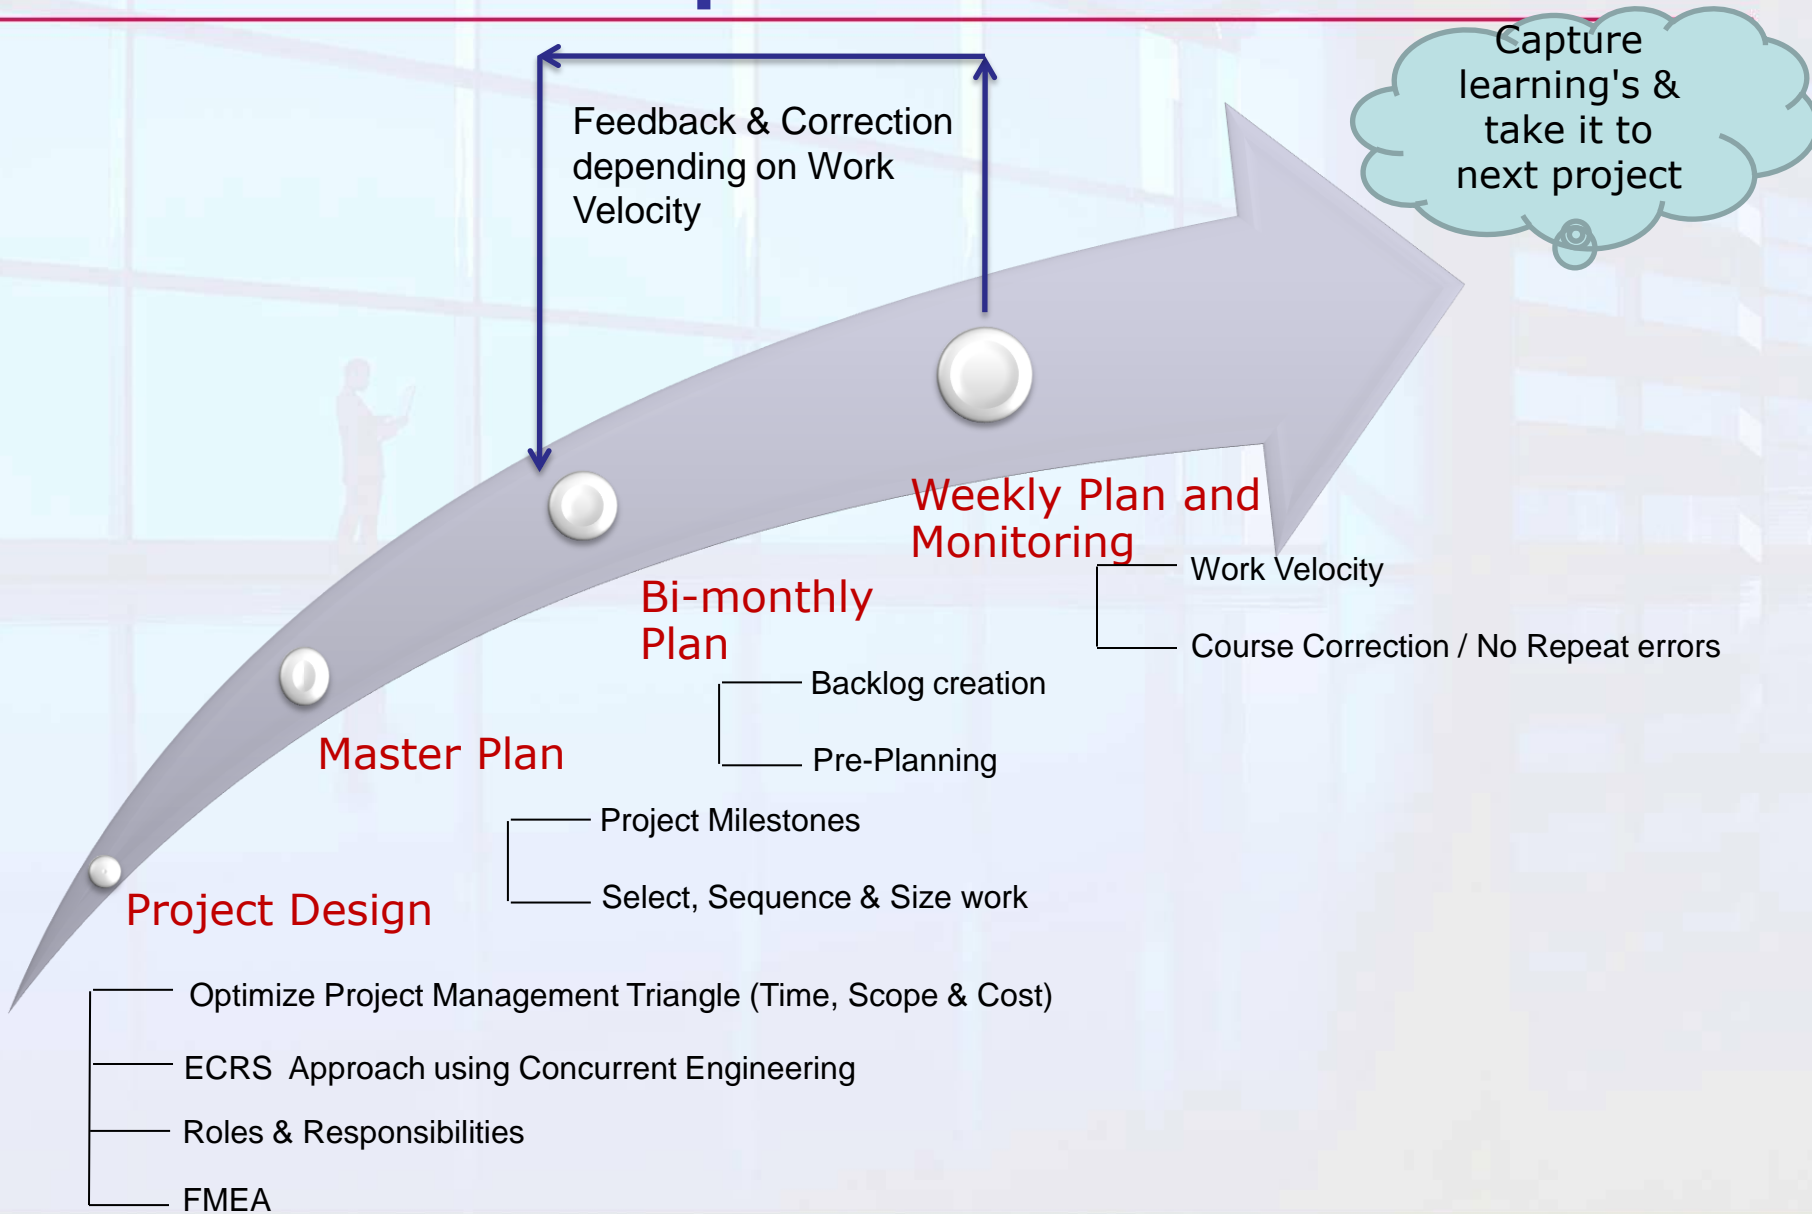 Capture
learning's &
take it to
next project
Feedback & Correction
depending on Work
Velocity
Weekly Plan and
Monitoring
Work Velocity
Course Correction / No Repeat errors
Bi-monthly
Plan
Backlog creation
Pre-Planning
Master Plan
Project Milestones
Select, Sequence & Size work
Project Design
Optimize Project Management Triangle (Time, Scope & Cost)
ECRS  Approach using Concurrent Engineering
Roles & Responsibilities
FMEA